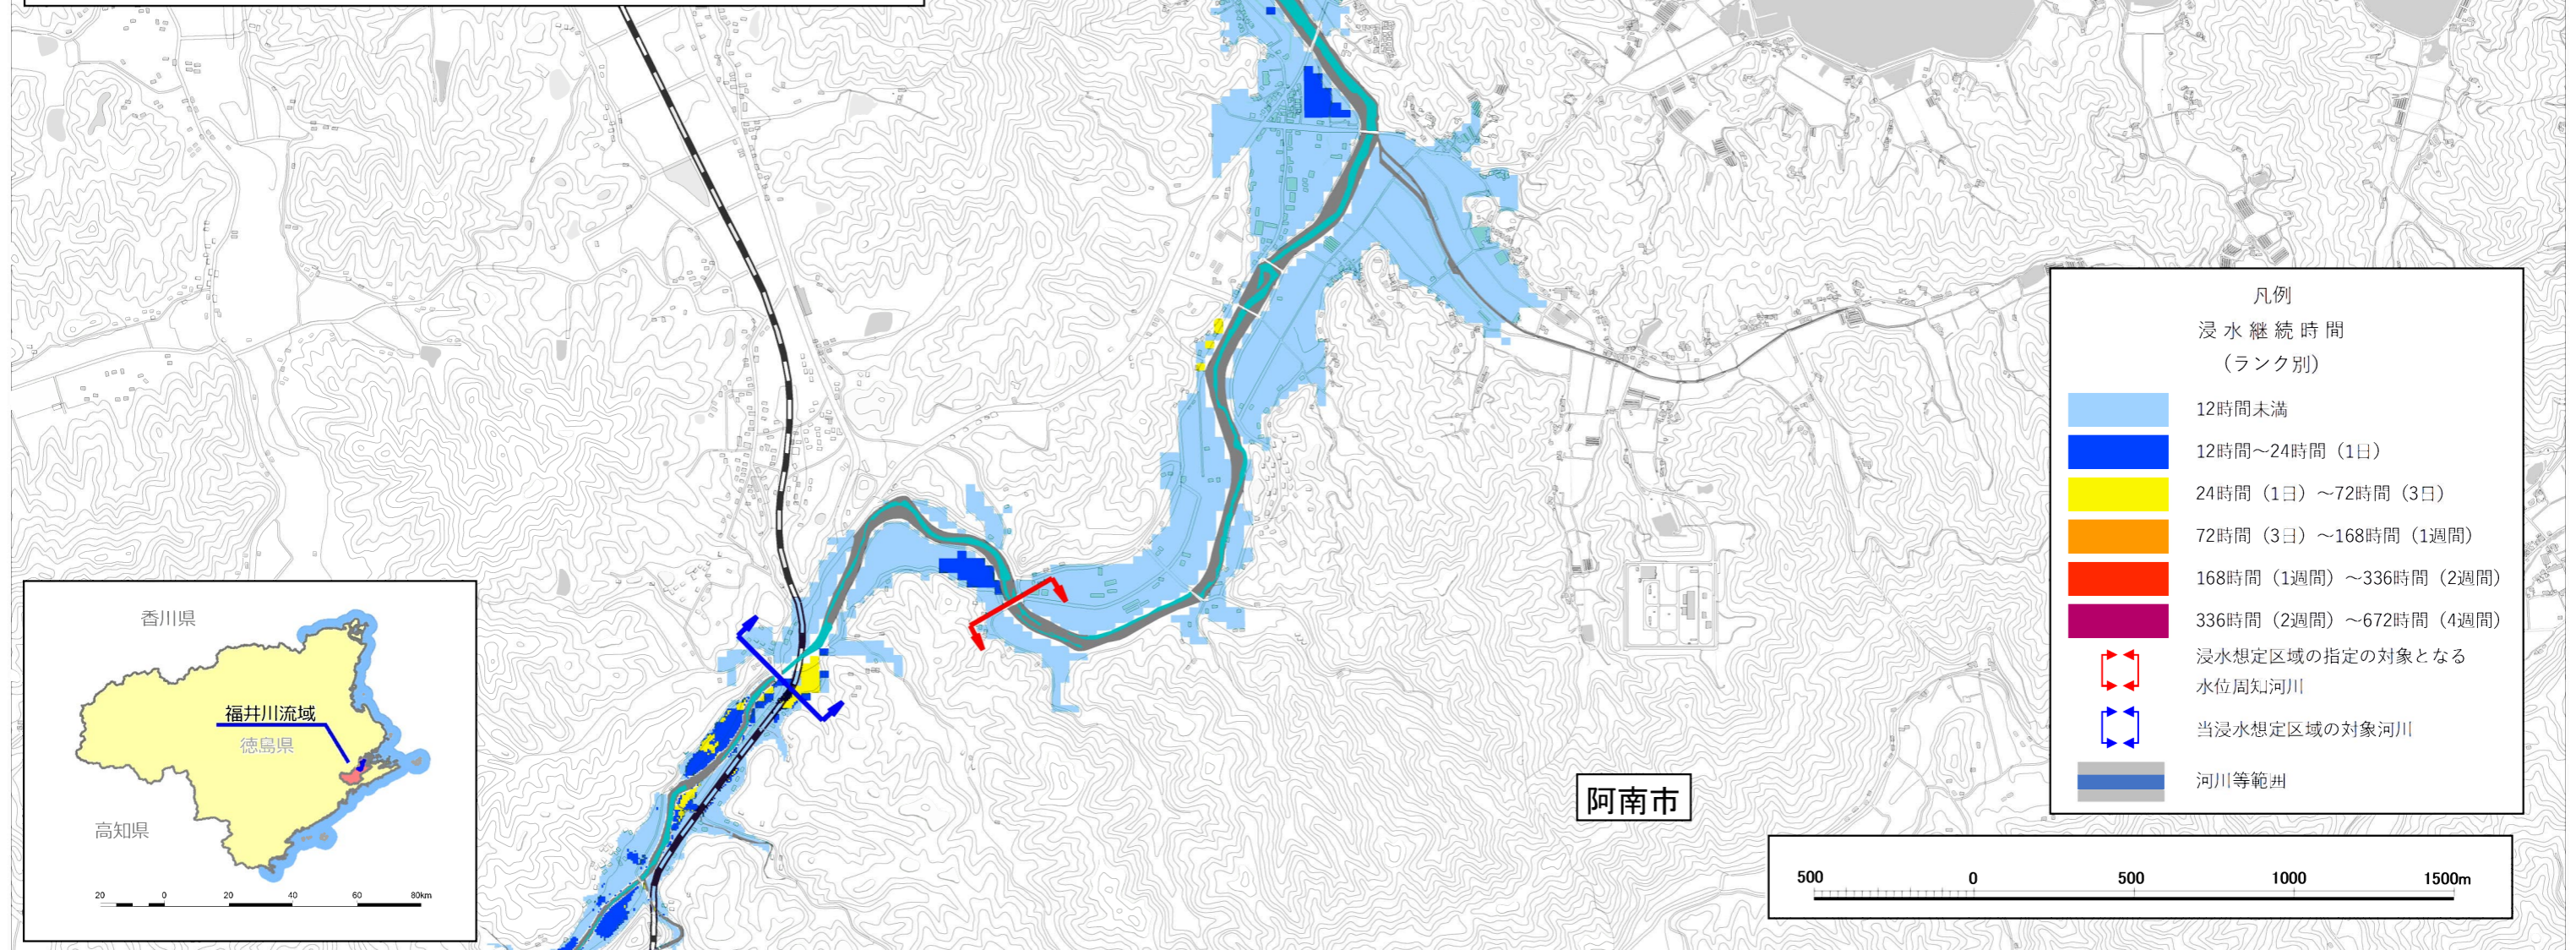 凡例
浸水継続時間
（ランク別）
12時間未満
12時間～24時間（1日）
24時間（1日）～72時間（3日）
72時間（3日）～168時間（1週間）
168時間（1週間）～336時間（2週間）
336時間（2週間）～672時間（4週間）
浸水想定区域の指定の対象となる
水位周知河川
当浸水想定区域の対象河川
河川等範囲
香川県
福井川流域
徳島県
高知県
20 0 20 40 60 80km
阿南市
500 0 500 1000 1500m